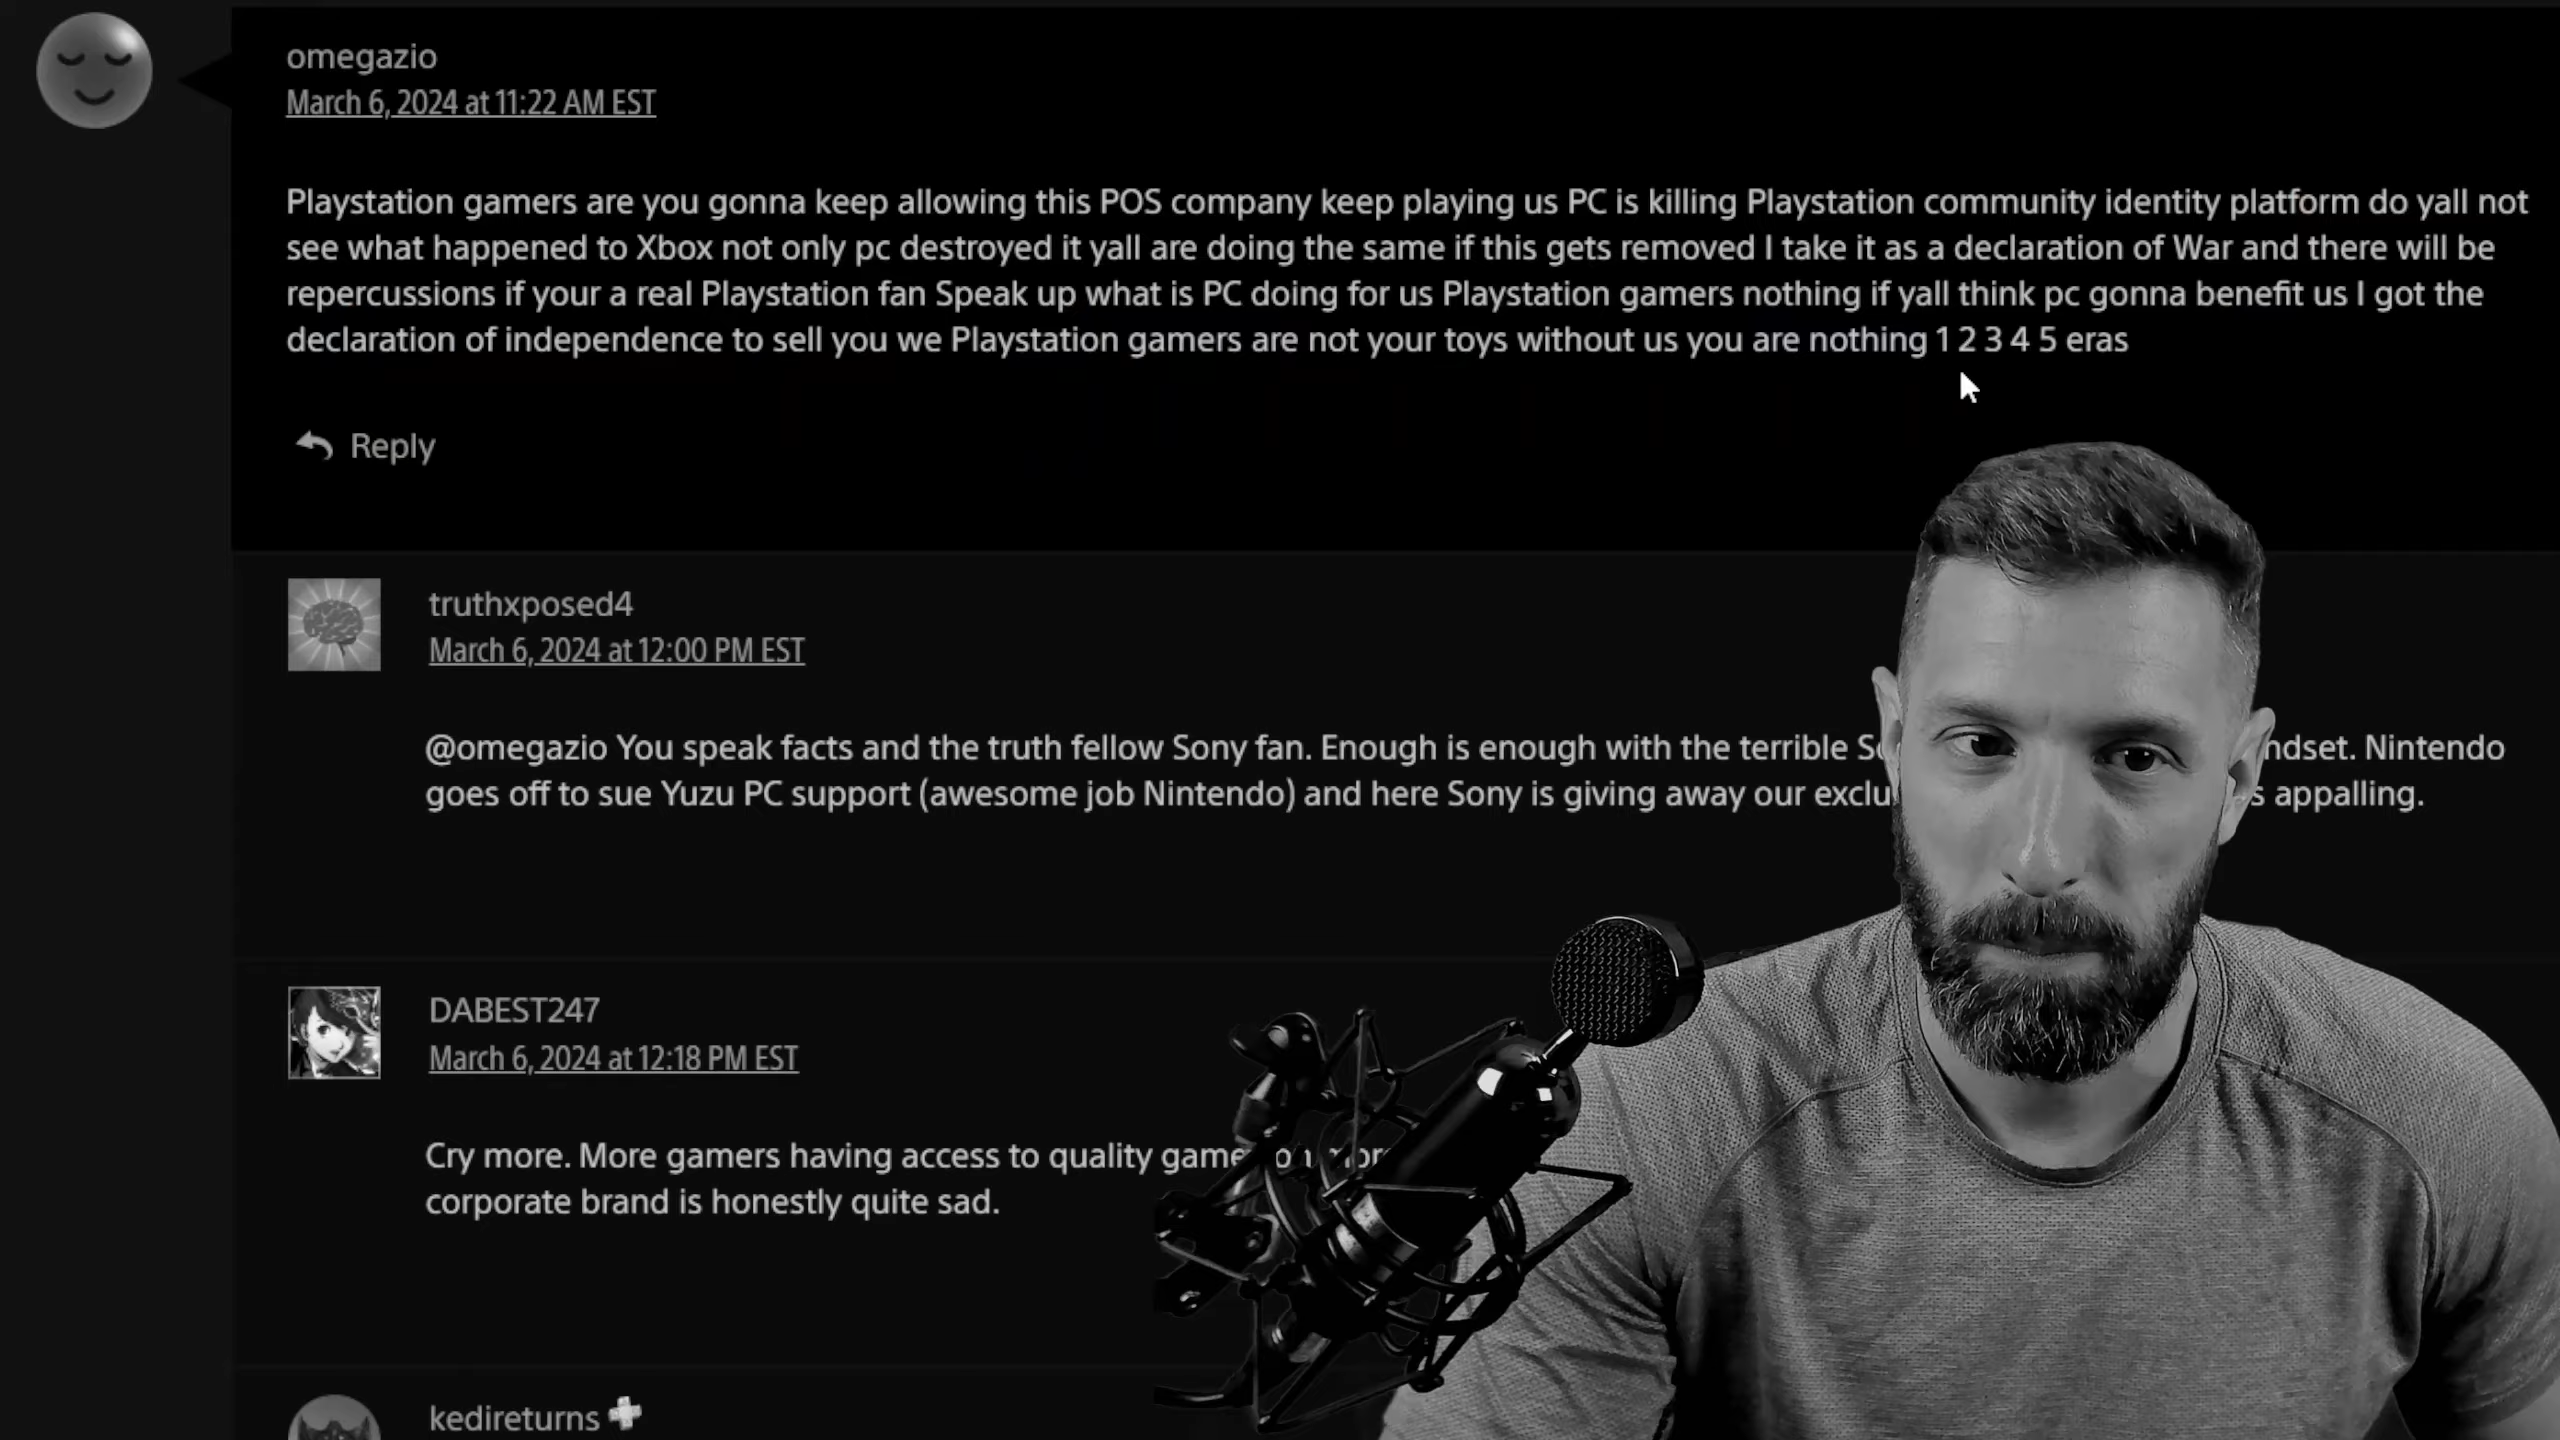 omegazio
March 6, 2024 at 11:22 AM EST
Playstation gamers are you gonna keep allowing this POS company keep playing us PC is killing Playstation community identity platform do yall not
see what happened to Xbox not only pc destroyed it yall are doing the same if this gets removed I take it as a declaration of War and there will be
repercussions if your a real Playstation fan Speak up what is PC doing for us Playstation gamers nothing if yall think pc gonna benefit us I got the
declaration of independence to sell you we Playstation gamers are not your toys without us you are nothing 1 2 3 4 5 eras
Reply
truthxposed4
March 6, 2024 at 12:00 PM EST
@omegazio You speak facts and the truth fellow Sony fan. Enough is enough with the terrible ndset. Nintendo
goes off to sue Yuzu PC support (awesome job Nintendo) and here Sony is giving away our exclu s appalling.
DABEST247
March 6, 2024 at 12:18 PM EST
Cry more. More gamers having access to quality game on
corporate brand is honestly quite sad.
kedireturns